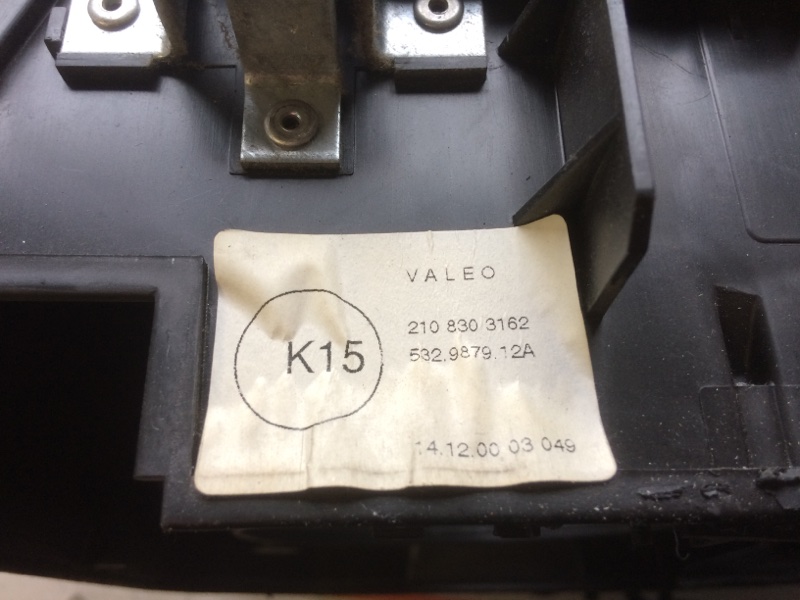 VALEO
K15
210 830 3162
532.9879.12A
14.12.00 03 049